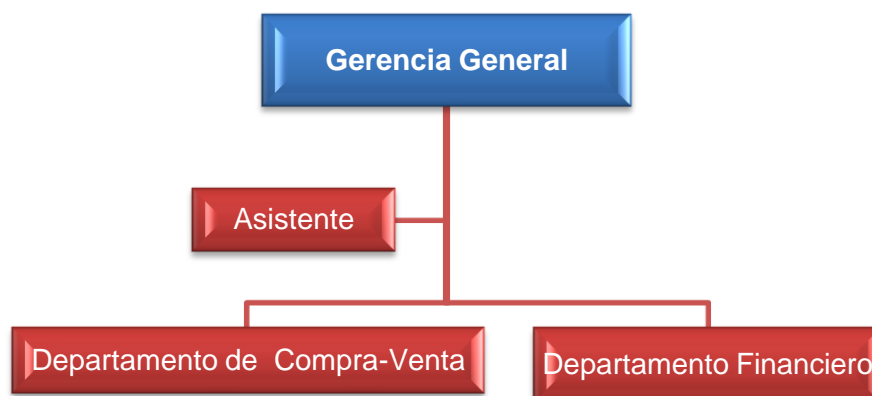 Gerencia General
Asistente
Departamento de Compra-Venta
Departamento Financiero